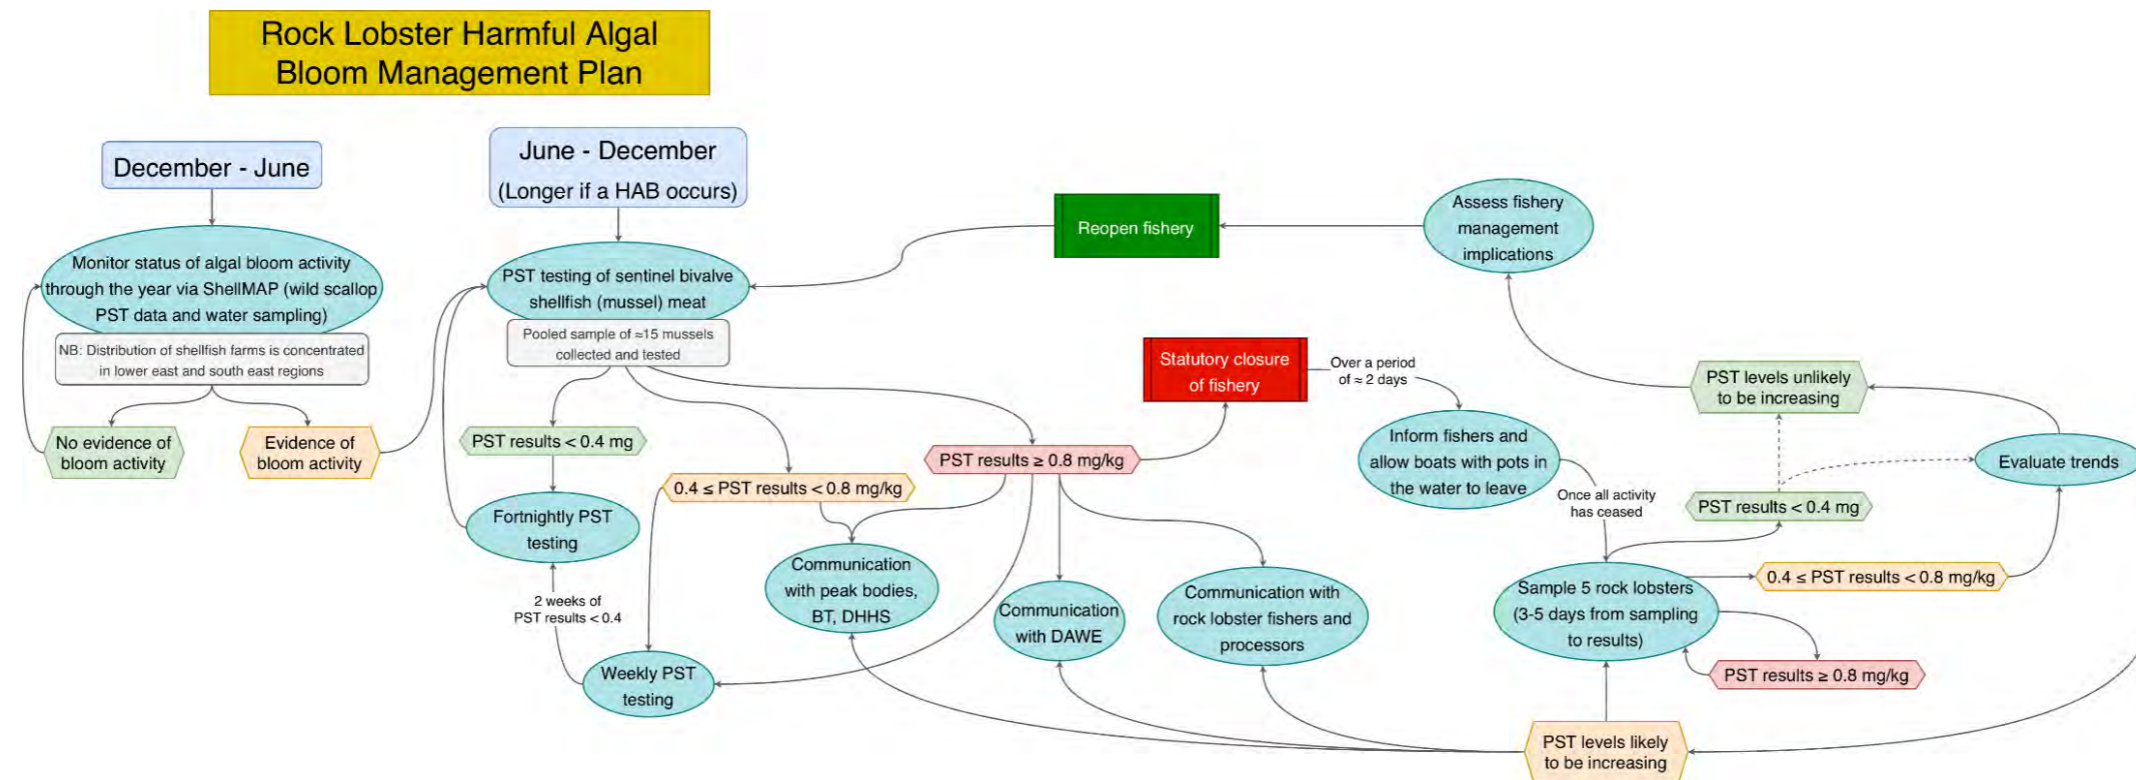 Rock Lobster Harmful Algal
Bloom Management Plan
December - June
June - December
(Longer if a HAB occurs)
Monitor status of algal bloom activity
through the year via ShellMAP (wild scallop
PST data and water sampling)
NB: Distribution of shellfish farms is concentrated
in lower east and south east regions
No evidence of
bloom activity
Evidence of
bloom activity
PST testing of sentinel bivalve
shellfish (mussel) meat
Pooled sample of ≈15 mussels
collected and tested
PST results < 0.4 mg
0.4 ≤ PST results < 0.8 mg/kg
PST results ≥ 0.8 mg/kg
Fortnightly PST
testing
2 weeks of
PST results < 0.4
Weekly PST
testing
Communication
with peak bodies,
BT, DHHS
Communication
with DAWE
Communication with
rock lobster fishers and
processors
Reopen fishery
Statutory closure
of fishery
Over a period
of ≈ 2 days
Inform fishers and
allow boats with pots in
the water to leave
Once all activity
has ceased
Assess fishery
management
implications
PST levels unlikely
to be increasing
Evaluate trends
PST results < 0.4 mg
0.4 ≤ PST results < 0.8 mg/kg
Sample 5 rock lobsters
(3-5 days from sampling
to results)
PST results ≥ 0.8 mg/kg
PST levels likely
to be increasing